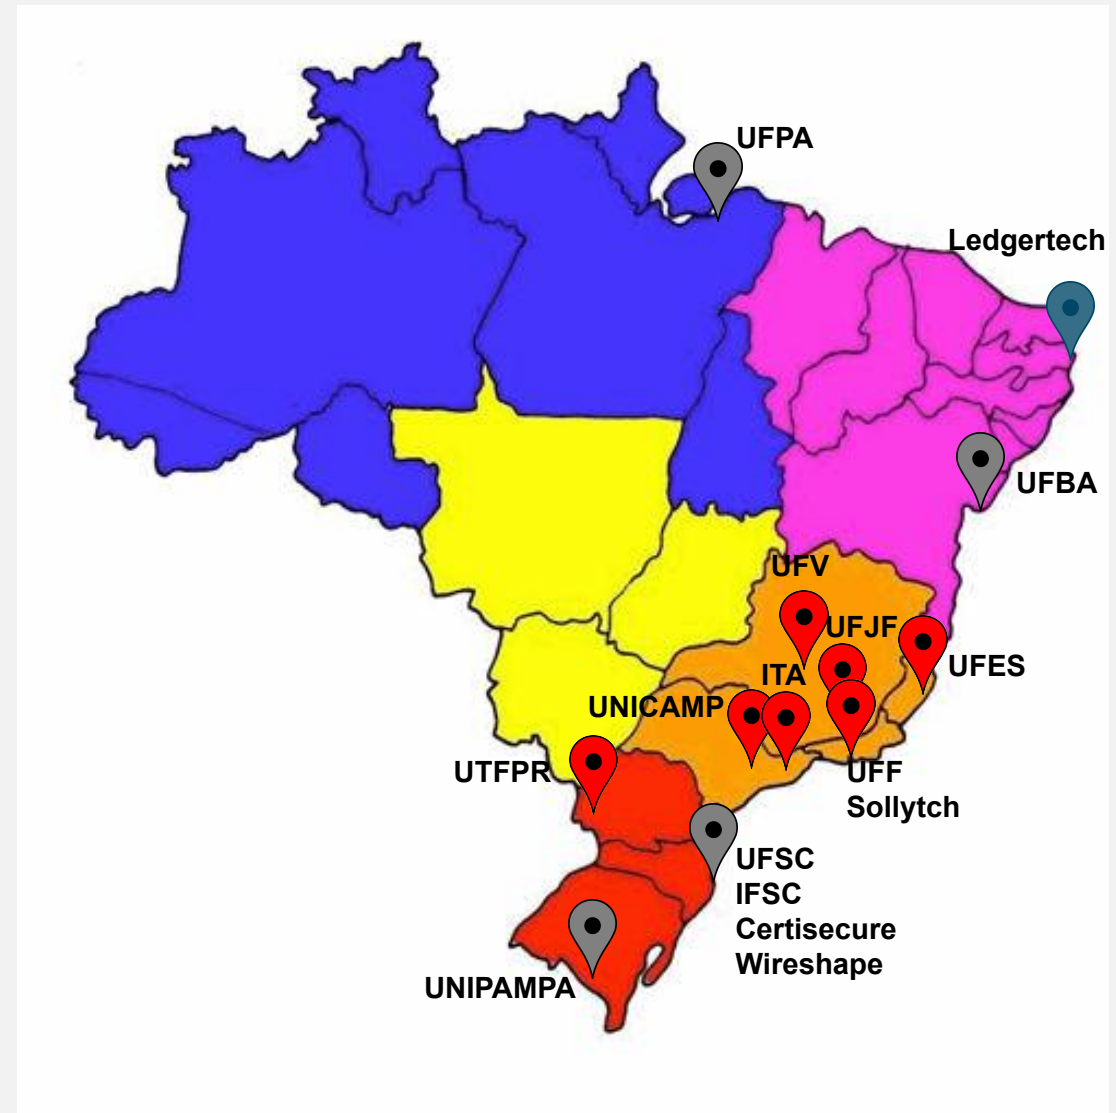 UFPA
Ledgertech
UFBA
UFV
UFJF
UFES
ITA
UNICAMP
UTFPR
UFF
Sollytch
UFSC
IFSC
Certisecure
Wireshape
UNIPAMPA